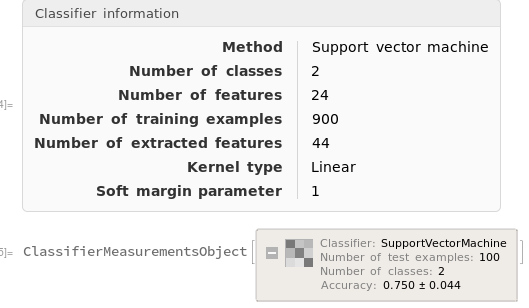 Classifier information
Method Support vector machine
Number of classes 2
Number of features 24
4]= Number of training examples 900
Number of extracted features 44
Kernel type Linear
Soft margin parameter 1
5]= ClassifierMeasurementsObject[
Classifier: SupportVectorMachine
Number of test examples: 100
Number of classes: 2
Accuracy: 0.750 ± 0.044
]